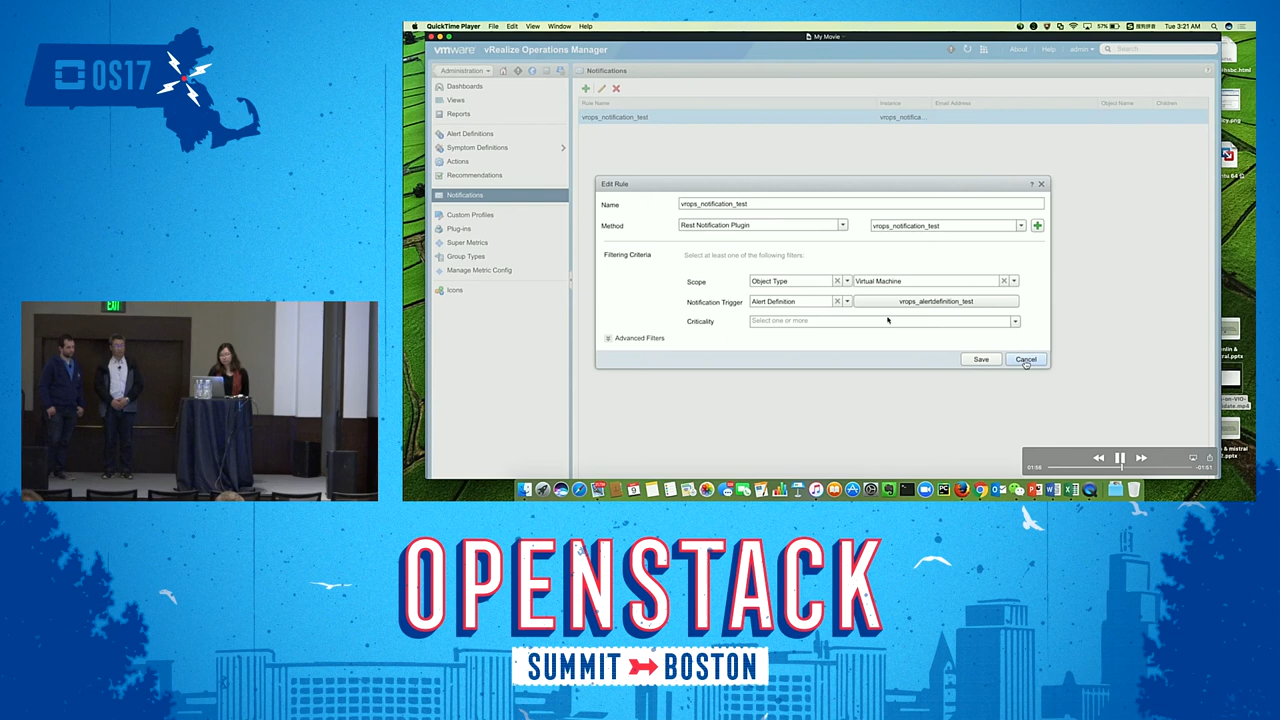 OS17
EXIT
QuickTime Player File Edit View Window Help
57%
Tue 3:21 AM
My Movie
vmware vRealize Operations Manager
About Help admin Search
Administration
Dashboards
Views
Reports
Alert Definitions
Symptom Definitions
Actions
Recommendations
Notifications
Custom Profiles
Plug-ins
Super Metrics
Group Types
Manage Metric Config
Icons
Notifications
Rule Name Instance Email Address Object Name Children
vrops_notification_test vrops_notifica...
Edit Rule
Name vrops_notification_test
Method Rest Notification Plugin vrops_notification_test
Filtering Criteria Select at least one of the following filters:
Scope Object Type Virtual Machine
Notification Trigger Alert Definition vrops_alertdefinition_test
Criticality Select one or more
Advanced Filters
Save Cancel
01:56 -01:51
OPENSTACK
SUMMIT BOSTON